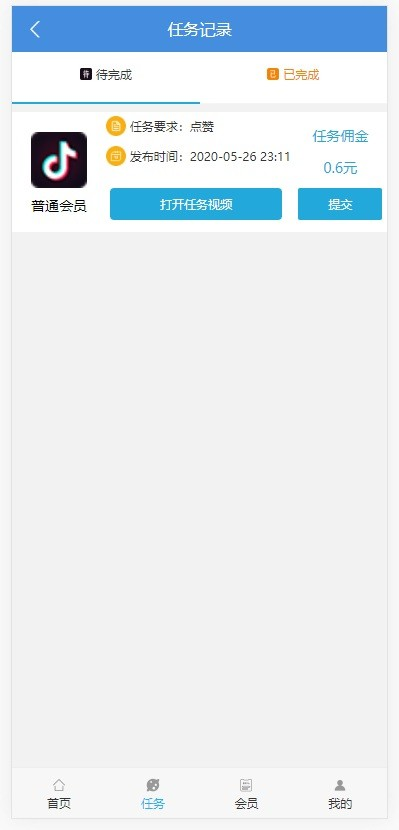 任务记录
待 待完成
已 已完成
任务要求：点赞
任务佣金
发布时间：2020-05-26 23:11
0.6元
普通会员
打开任务视频
提交
首页
任务
会员
我的